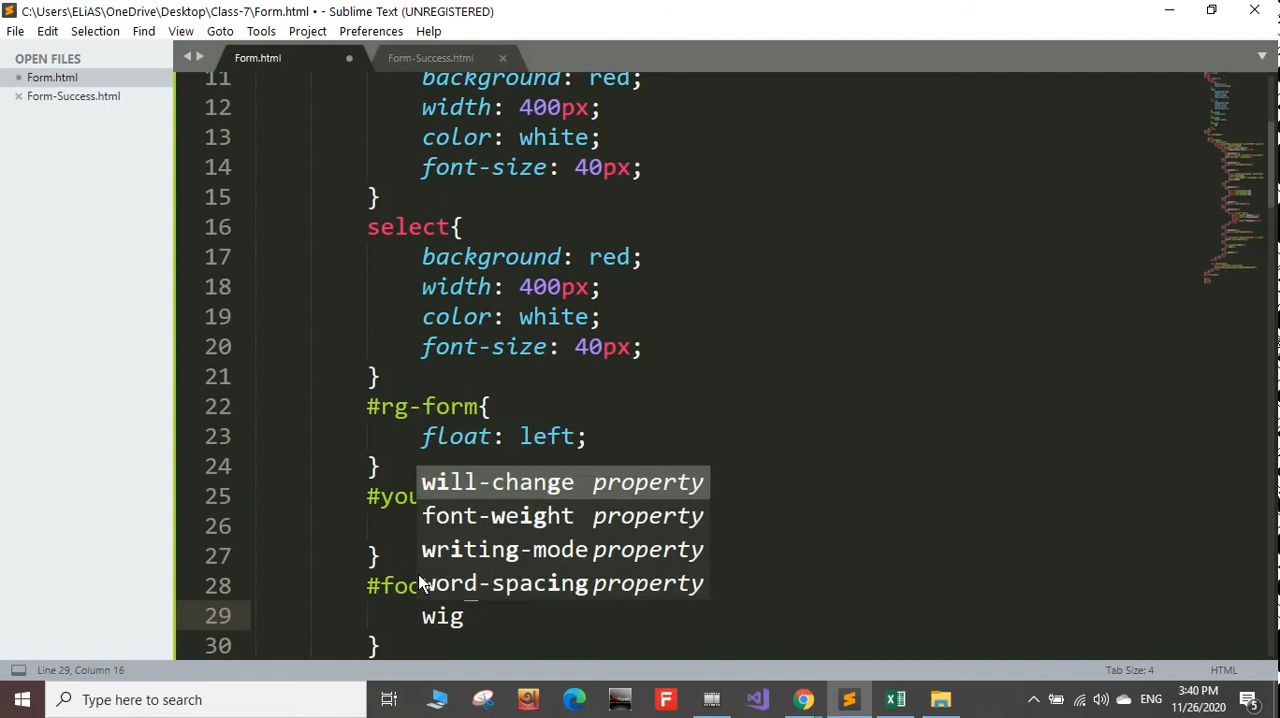 C:\Users\ELiAS\OneDrive\Desktop\Class-7\Form.html • - Sublime Text (UNREGISTERED)
File Edit Selection Find View Goto Tools Project Preferences Help
OPEN FILES
Form.html
Form-Success.html
Form.html
Form-Success.html
11 background: red;
12 width: 400px;
13 color: white;
14 font-size: 40px;
15 }
16 select{
17 background: red;
18 width: 400px;
19 color: white;
20 font-size: 40px;
21 }
22 #rg-form{
23 float: left;
24 }
25 #you
26
27 }
28 #foo
29 wig
30 }
will-change property
font-weight property
writing-mode property
word-spacing property
Line 29, Column 16
Tab Size: 4
HTML
Type here to search
ENG
3:40 PM
11/26/2020
5